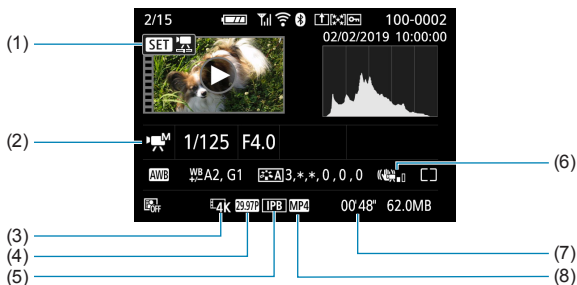 2/15 100-0002
(1) SET 02/02/2019 10:00:00
(2) M 1/125 F4.0
(6)
AWB WB +/- A2, G1 A 3,*,*,0,0,0
OFF 4K 29.97P IPB MP4 00'48" 62.0MB
(3) (7)
(4) (8)
(5)